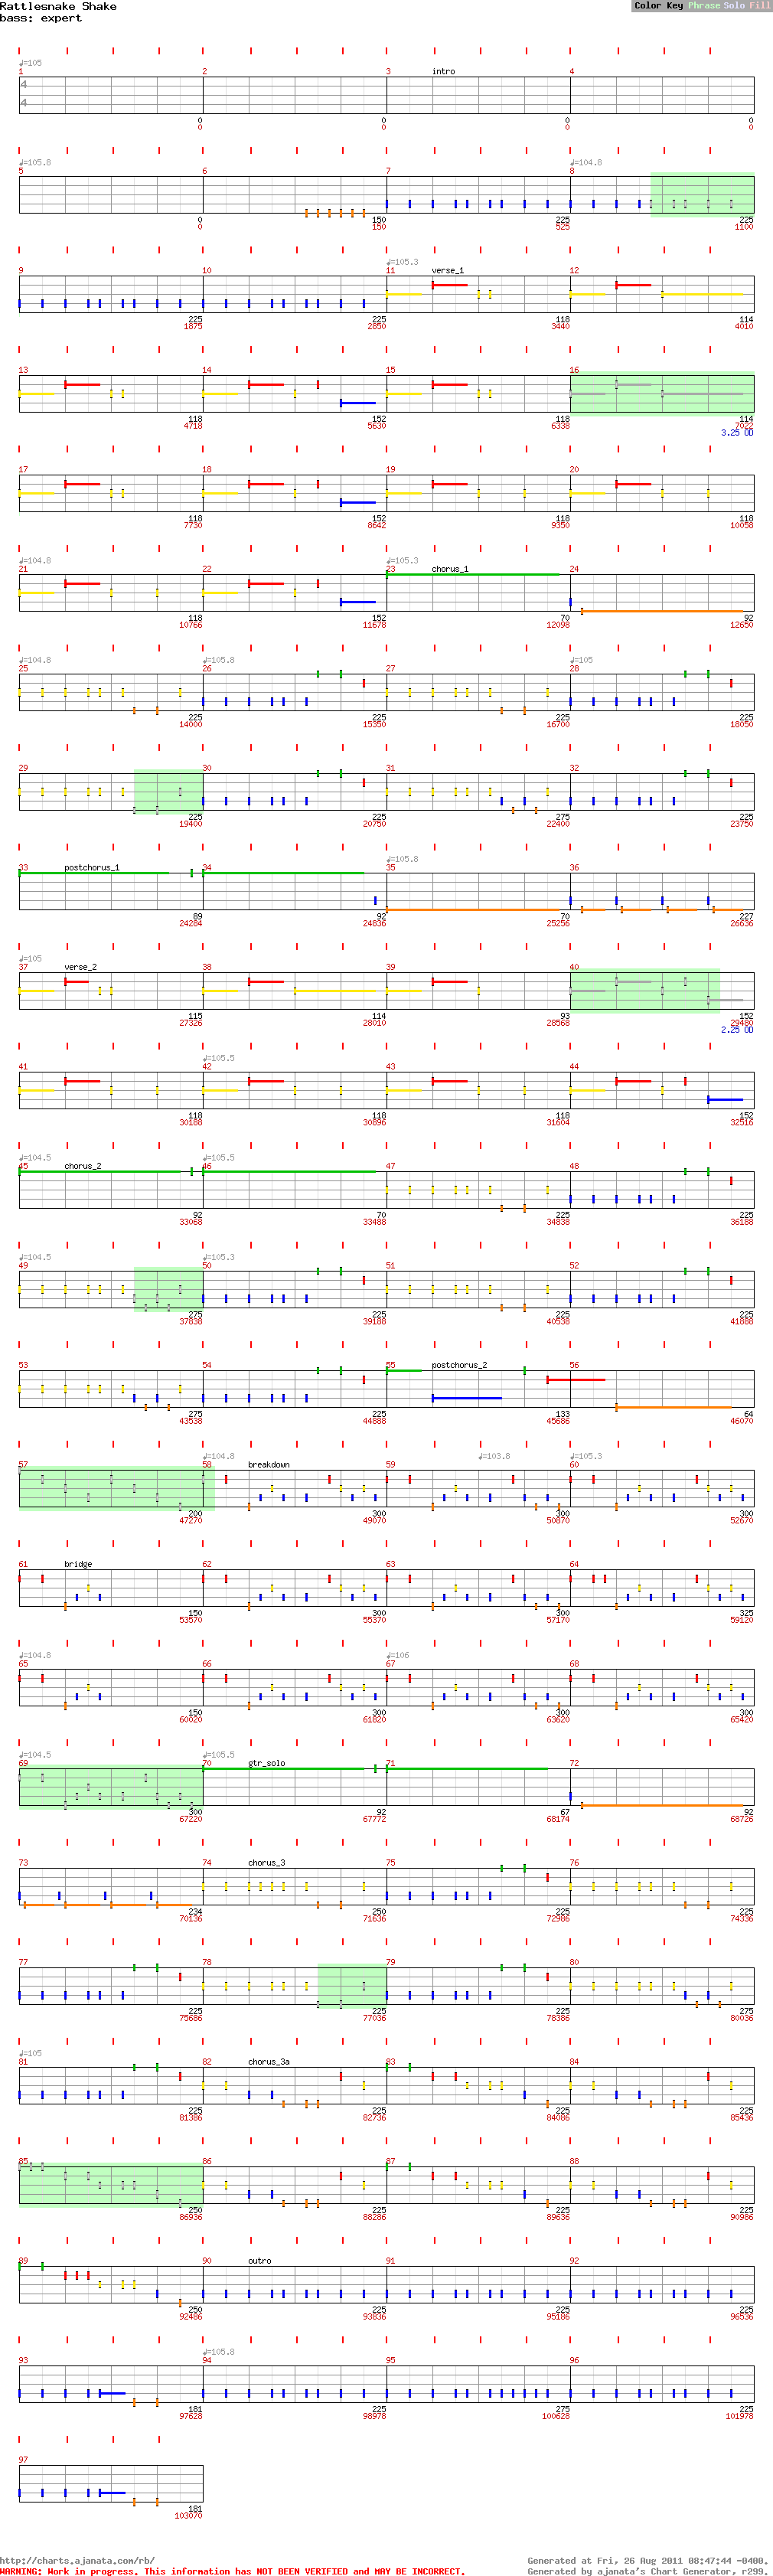 Rattlesnake Shake
bass: expert
Color Key Phrase Solo Fill
♩=105
1 2 3 intro 4
4
4
0 0 0 0
0 0 0 0
♩=105.8 ♩=104.8
5 6 7 8
0 150 225 225
0 150 525 1100
♩=105.3
9 10 11 verse_1 12
225 225 118 114
1875 2850 3440 4010
13 14 15 16
118 152 118 114
4718 5630 6338 7022
3.25 OD
17 18 19 20
118 152 118 118
7730 8642 9350 10058
♩=104.8 ♩=105.3
21 22 23 chorus_1 24
118 152 70 92
10766 11678 12098 12650
♩=104.8 ♩=105.8 ♩=105
25 26 27 28
225 225 225 225
14000 15350 16700 18050
29 30 31 32
225 225 275 225
19400 20750 22400 23750
♩=105.8
33 postchorus_1 34 35 36
89 92 70 227
24284 24836 25256 26636
♩=105
37 verse_2 38 39 40
115 114 93 152
27326 28010 28568 29480
2.25 OD
♩=105.5
41 42 43 44
118 118 118 152
30188 30896 31604 32516
♩=104.5 ♩=105.5
45 chorus_2 46 47 48
92 70 225 225
33068 33488 34838 36188
♩=104.5 ♩=105.3
49 50 51 52
275 225 225 225
37838 39188 40538 41888
53 54 55 postchorus_2 56
275 225 133 64
43538 44888 45686 46070
♩=104.8 ♩=103.8 ♩=105.3
57 58 breakdown 59 60
200 300 300 300
47270 49070 50870 52670
61 bridge 62 63 64
150 300 300 325
53570 55370 57170 59120
♩=104.8 ♩=106
65 66 67 68
150 300 300 300
60020 61820 63620 65420
♩=104.5 ♩=105.5
69 70 gtr_solo 71 72
300 92 67 92
67220 67772 68174 68726
73 74 chorus_3 75 76
234 250 225 225
70136 71636 72986 74336
77 78 79 80
225 225 225 275
75686 77036 78386 80036
♩=105
81 82 chorus_3a 83 84
225 225 225 225
81386 82736 84086 85436
85 86 87 88
250 225 225 225
86936 88286 89636 90986
89 90 outro 91 92
250 225 225 225
92486 93836 95186 96536
♩=105.8
93 94 95 96
181 225 275 225
97628 98978 100628 101978
97
181
103070
http://charts.ajanata.com/rb/ Generated at Fri, 26 Aug 2011 08:47:44 -0400.
WARNING: Work in progress. This information has NOT BEEN VERIFIED and MAY BE INCORRECT. Generated by ajanata's Chart Generator, r299.